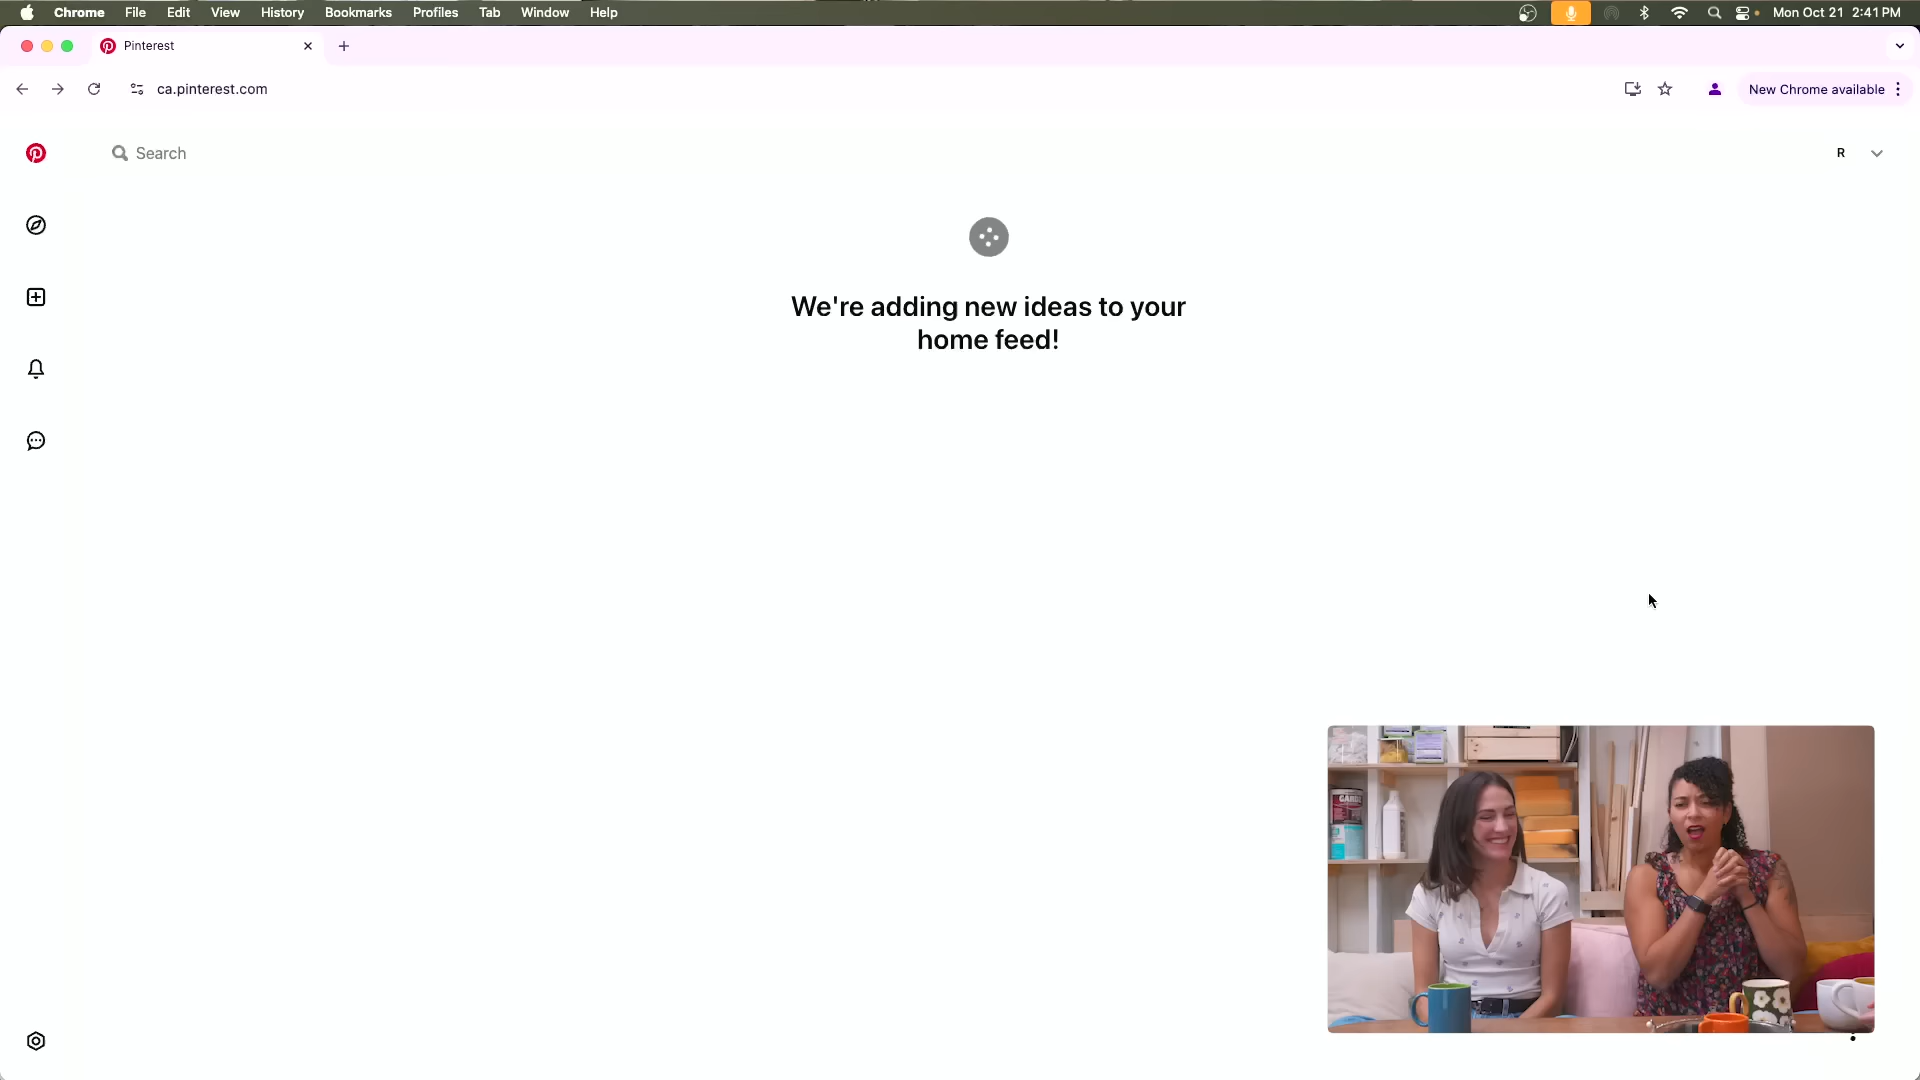 Chrome File Edit View History Bookmarks Profiles Tab Window Help Mon Oct 21 2:41 PM
Pinterest
ca.pinterest.com New Chrome available
Search R
We're adding new ideas to your
home feed!